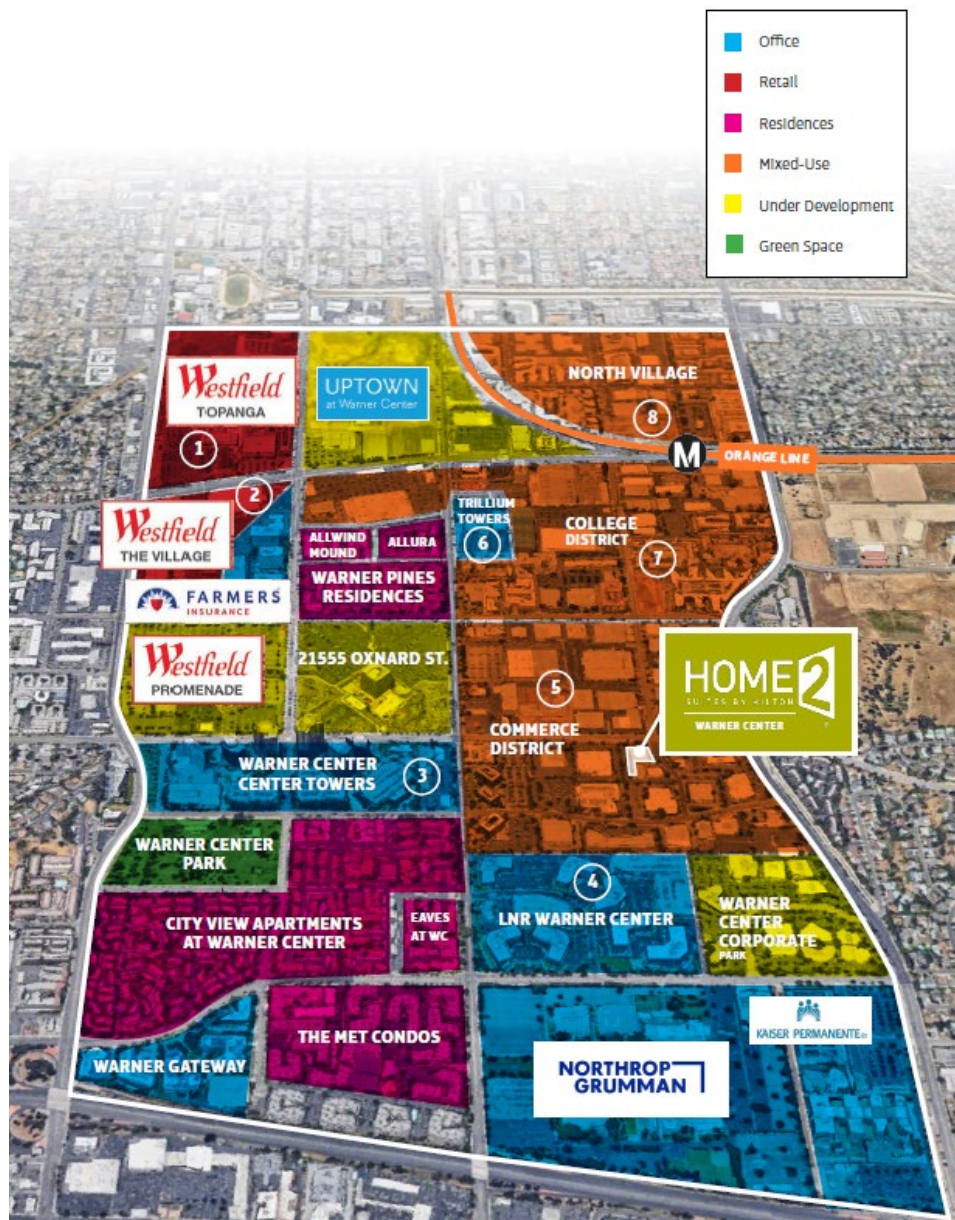 Office
Retail
Residences
Mixed-Use
Under Development
Green Space
Westfield
TOPANGA
1
UPTOWN
at Warner Center
NORTH VILLAGE
8
M
ORANGE LINE
2
Westfield
THE VILLAGE
FARMERS
INSURANCE
ALLWIND
MOUND
ALLURA
WARNER PINES
RESIDENCES
TRILLIUM
TOWERS
6
COLLEGE
DISTRICT
7
Westfield
PROMENADE
21555 OXNARD ST.
5
COMMERCE
DISTRICT
HOME2
SUITES BY HILTON
WARNER CENTER
WARNER CENTER
CENTER TOWERS
3
WARNER CENTER
PARK
CITY VIEW APARTMENTS
AT WARNER CENTER
EAVES
AT WC
4
LNR WARNER CENTER
WARNER
CENTER
CORPORATE
PARK
WARNER GATEWAY
THE MET CONDOS
NORTHROP
GRUMMAN
KAISER PERMANENTE